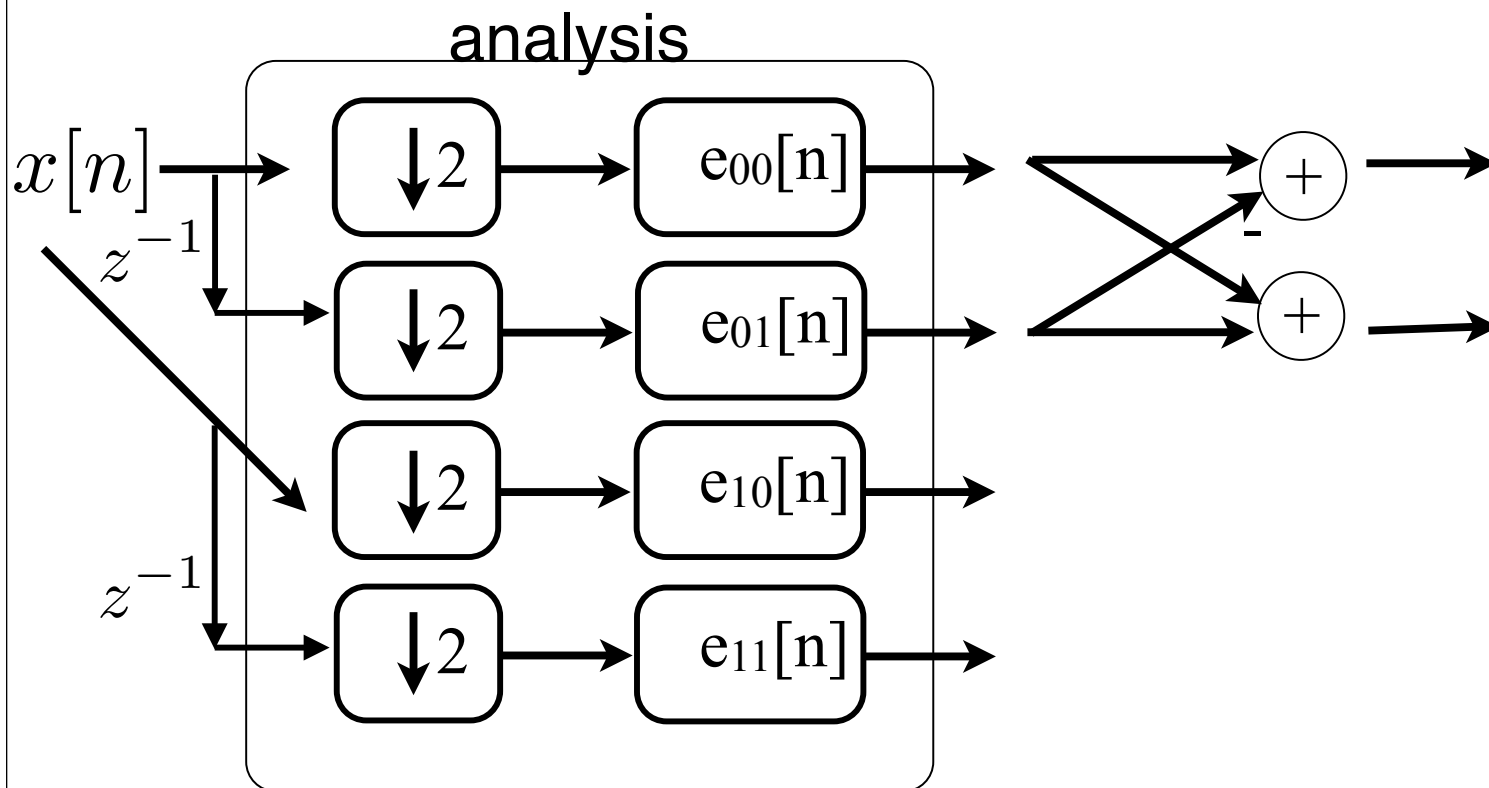 analysis
x[n]
z⁻¹
↓2
e₀₀[n]
+
-
↓2
e₀₁[n]
+
↓2
e₁₀[n]
z⁻¹
↓2
e₁₁[n]